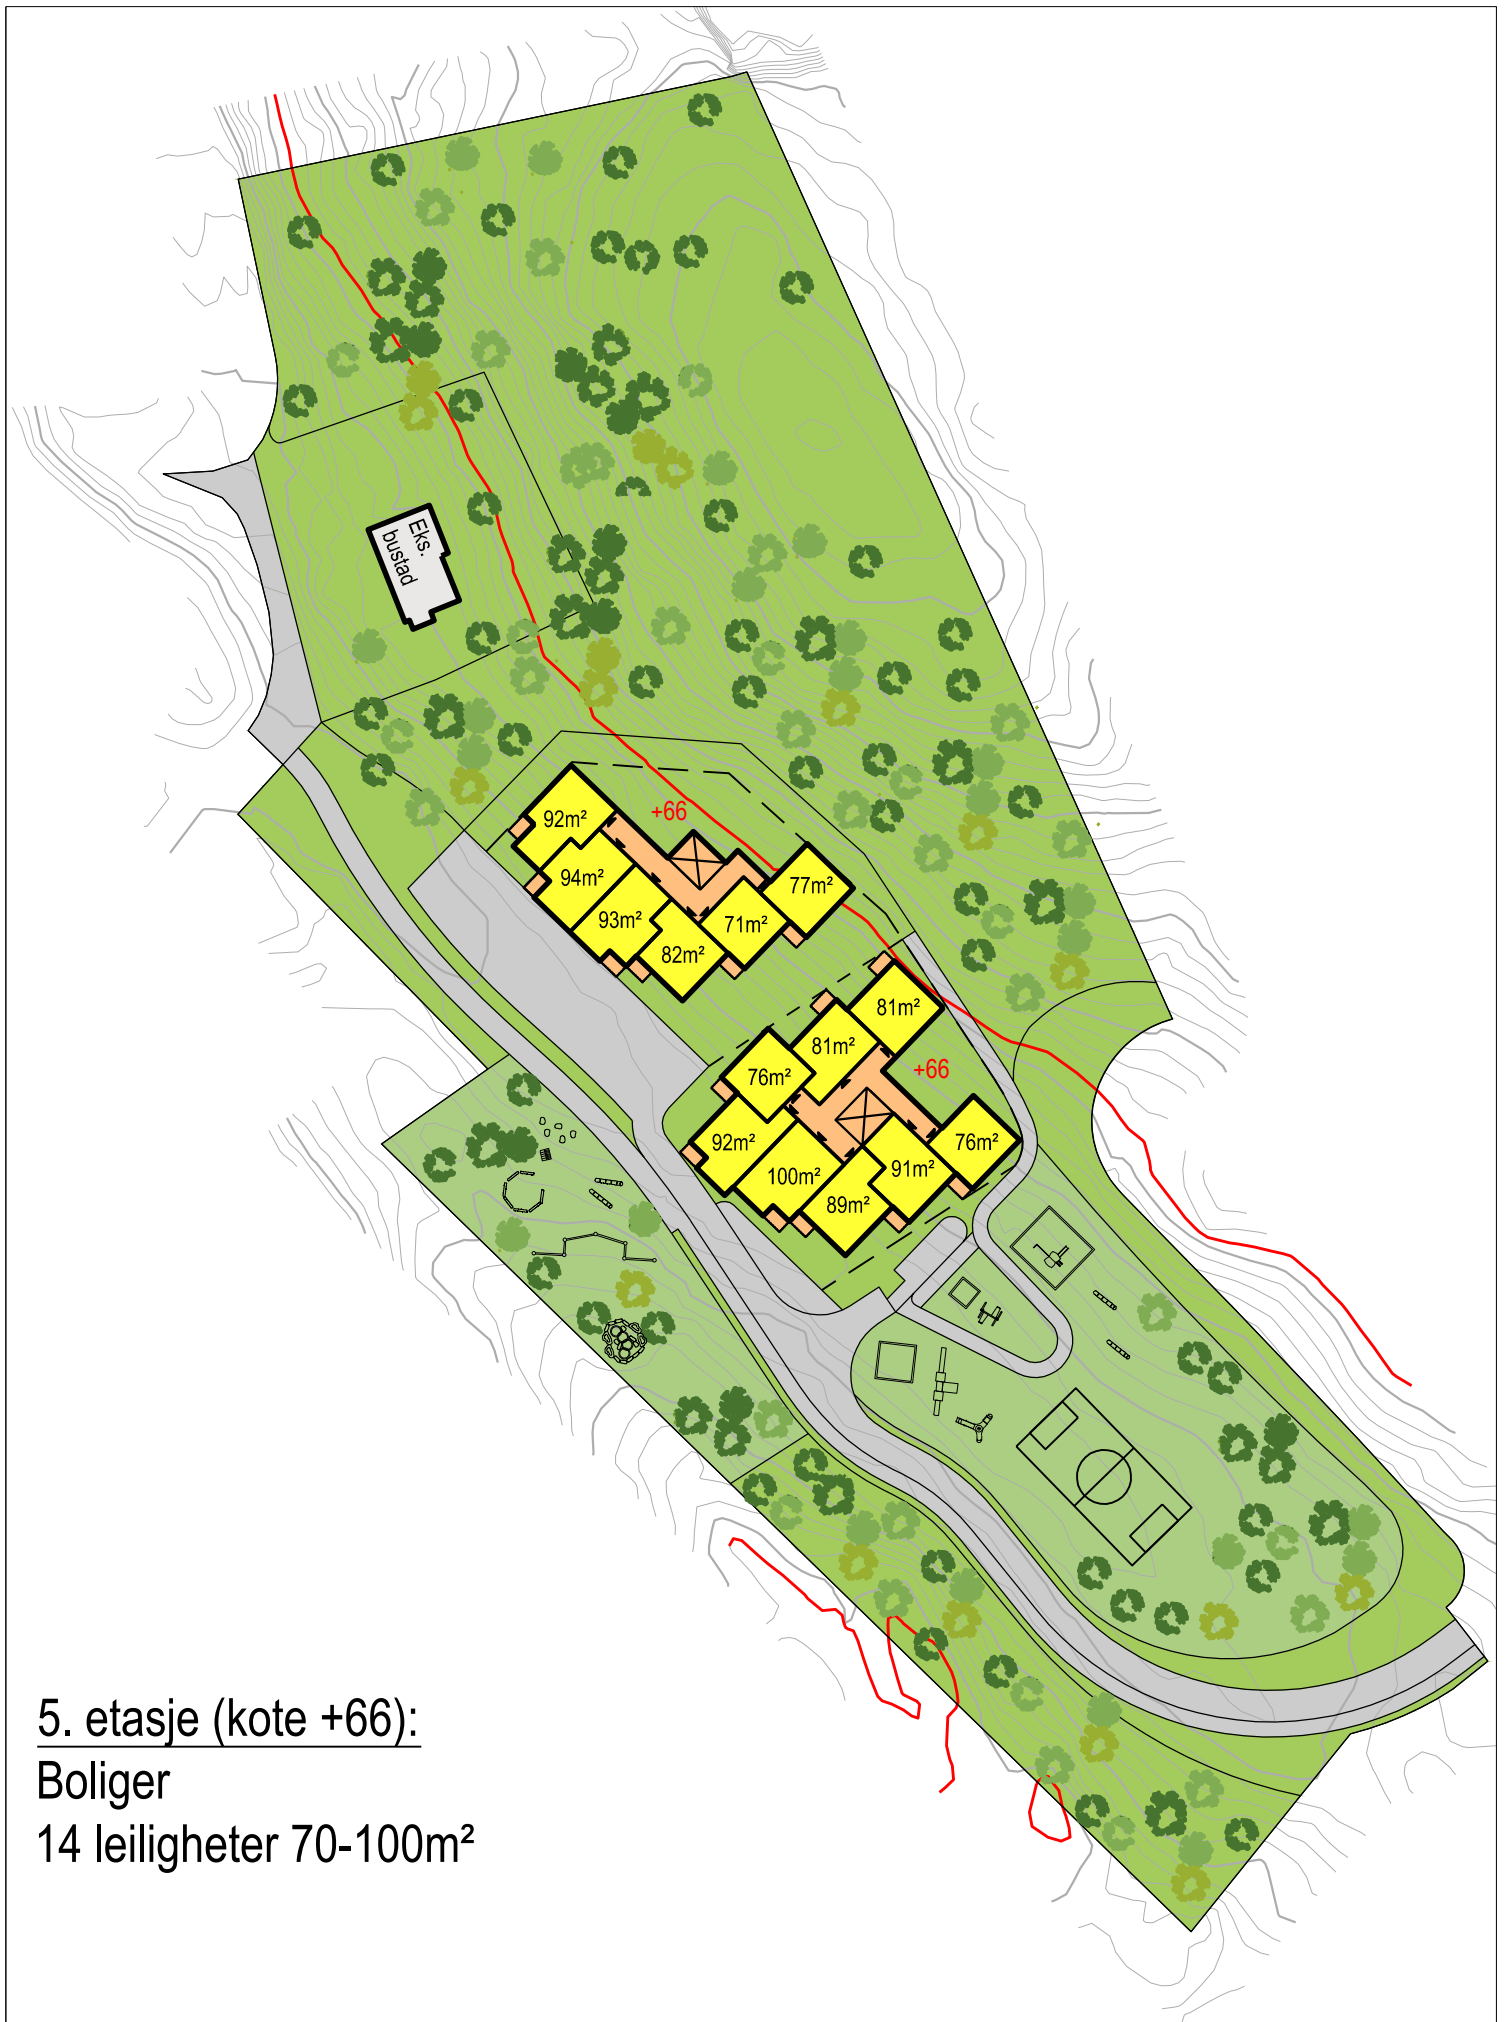 Eks.
bustad
92m²
+66
94m²
77m²
93m²
71m²
82m²
81m²
81m²
76m²
+66
92m²
76m²
100m²
91m²
89m²
5. etasje (kote +66):
Boliger
14 leiligheter 70-100m²